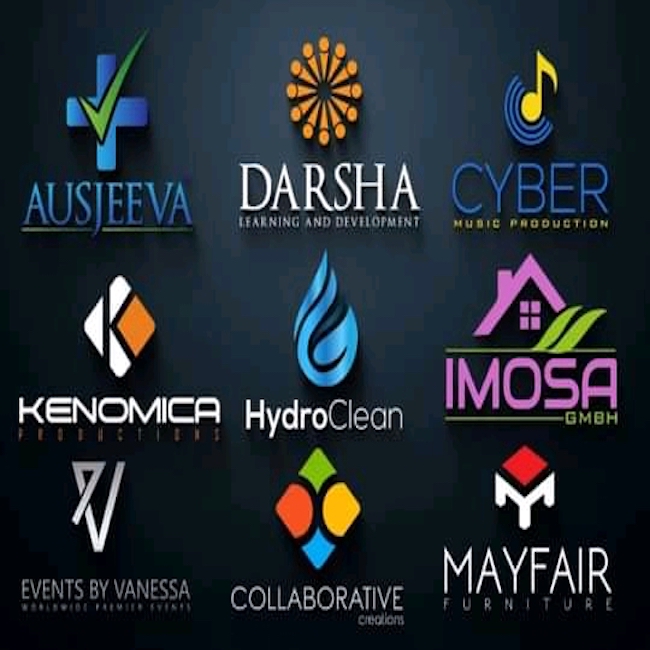 AUSJEEVA
DARSHA
LEARNING AND DEVELOPMENT
CYBER
MUSIC PRODUCTION
KENOMICA
PRODUCTIONS
HydroClean
IMOSA
GMBH
EVENTS BY VANESSA
WORLDWIDE PREMIER EVENTS
COLLABORATIVE
creations
MAYFAIR
FURNITURE